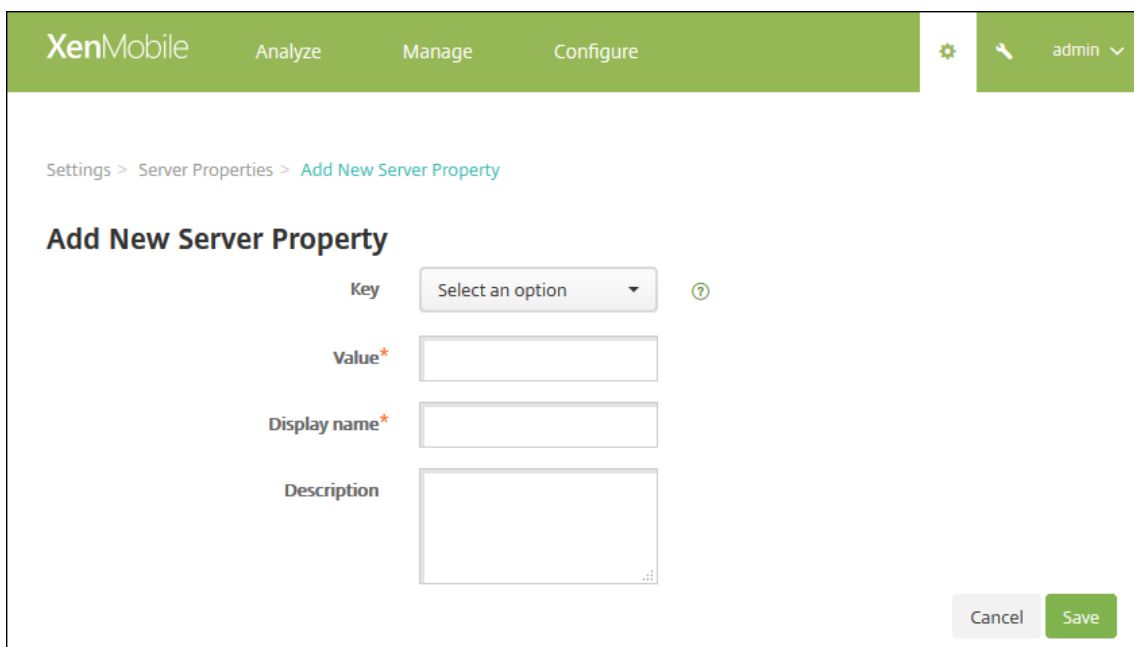 XenMobile Analyze Manage Configure admin
Settings > Server Properties > Add New Server Property
Add New Server Property
Key Select an option ?
Value*
Display name*
Description
Cancel Save